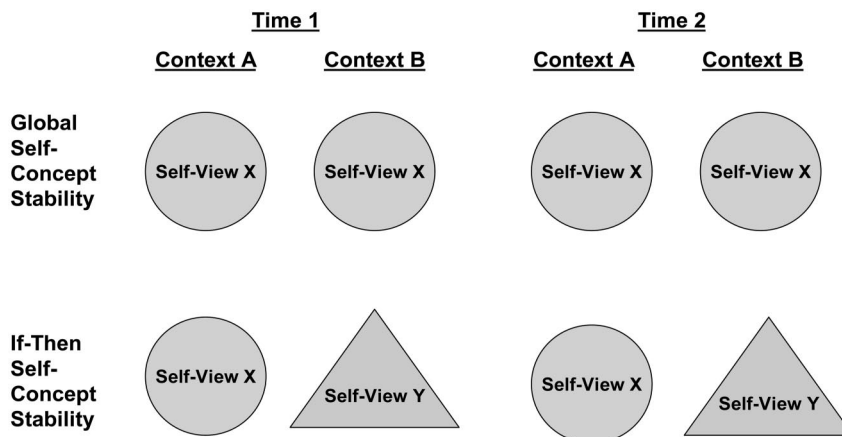 Time 1 Time 2
Context A Context B Context A Context B
Global
Self-
Concept
Stability
Self-View X Self-View X Self-View X Self-View X
If-Then
Self-
Concept
Stability
Self-View X Self-View Y Self-View X Self-View Y